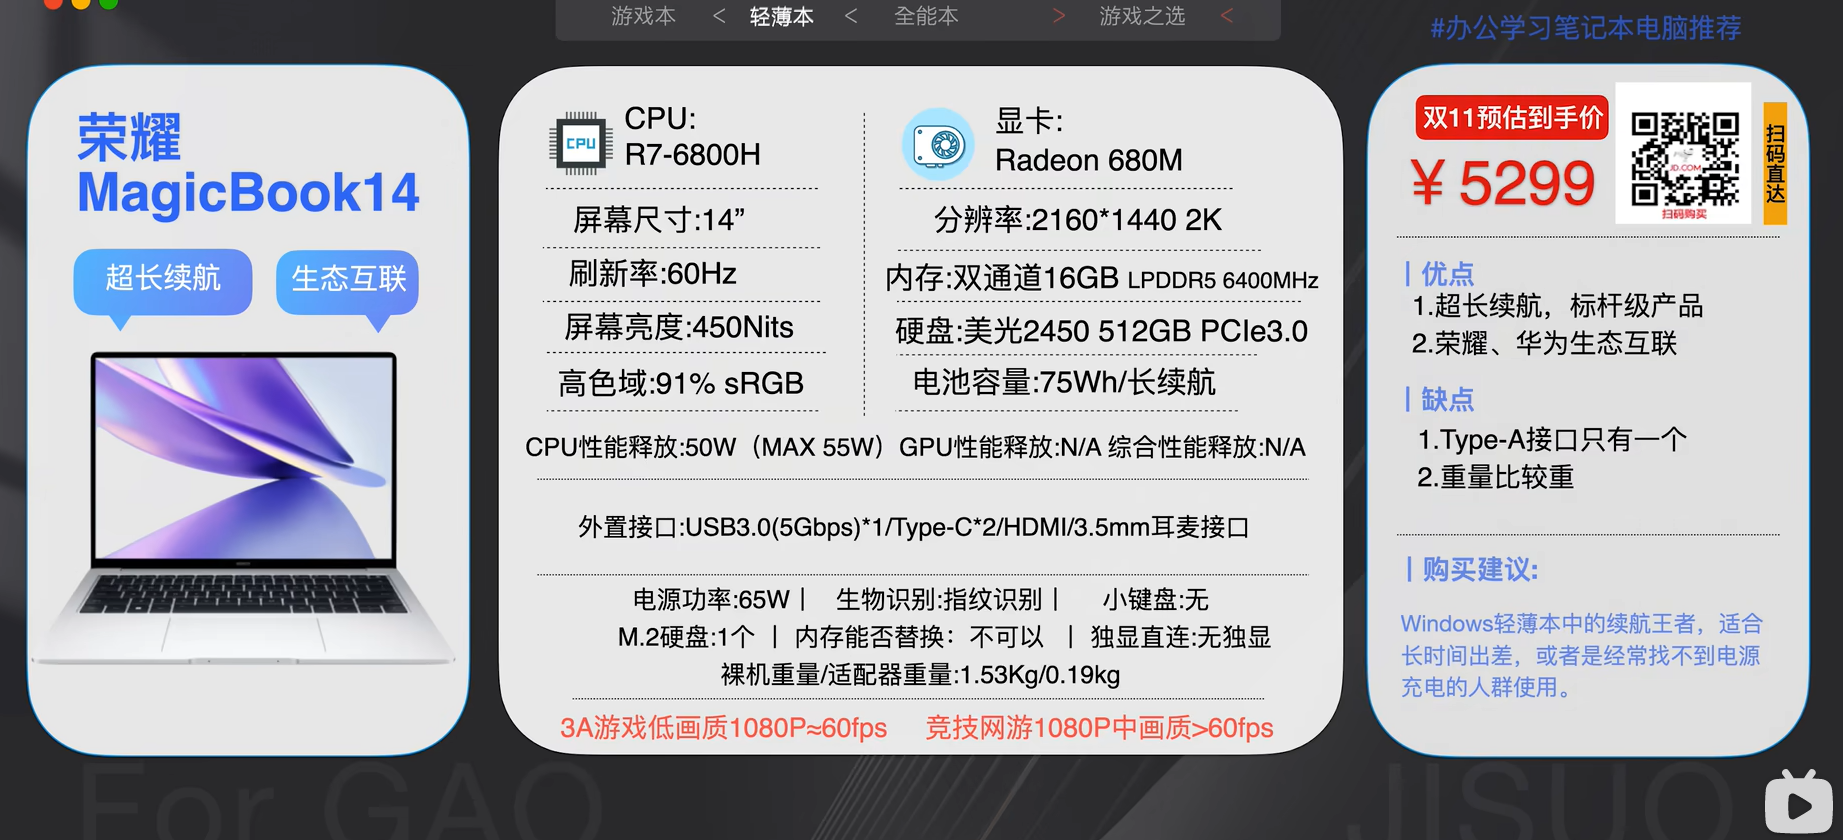 游戏本 < 轻薄本 < 全能本 > 游戏之选 <
#办公学习笔记本电脑推荐
荣耀
MagicBook14
超长续航
生态互联
CPU
CPU:
R7-6800H
屏幕尺寸:14”
刷新率:60Hz
屏幕亮度:450Nits
高色域:91% sRGB
显卡:
Radeon 680M
分辨率:2160*1440 2K
内存:双通道16GB LPDDR5 6400MHz
硬盘:美光2450 512GB PCIe3.0
电池容量:75Wh/长续航
CPU性能释放:50W（MAX 55W）GPU性能释放:N/A 综合性能释放:N/A
外置接口:USB3.0(5Gbps)*1/Type-C*2/HDMI/3.5mm耳麦接口
电源功率:65W | 生物识别:指纹识别 | 小键盘:无
M.2硬盘:1个 | 内存能否替换：不可以 | 独显直连:无独显
裸机重量/适配器重量:1.53Kg/0.19kg
3A游戏低画质1080P≈60fps 竞技网游1080P中画质>60fps
双11预估到手价
¥5299
JD.COM
扫码购买
扫码直达
| 优点
1.超长续航，标杆级产品
2.荣耀、华为生态互联
| 缺点
1.Type-A接口只有一个
2.重量比较重
| 购买建议:
Windows轻薄本中的续航王者，适合
长时间出差，或者是经常找不到电源
充电的人群使用。
For GAO
JISUO